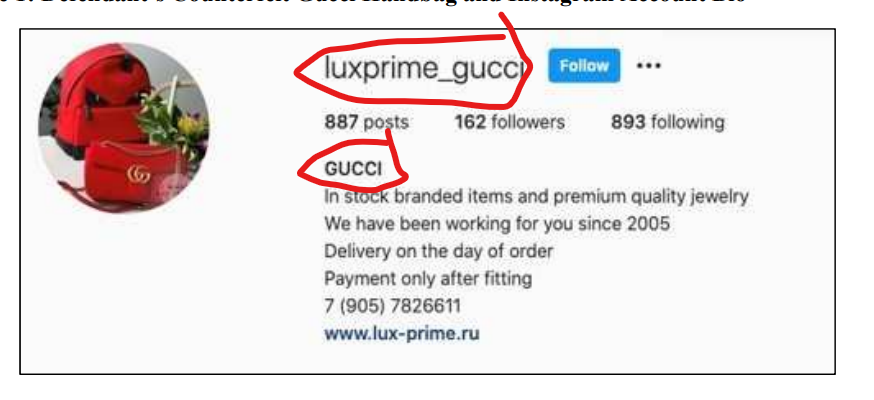 Defendant's Counterfeit Gucci Handbag and Instagram Account Bio
luxprime_gucci Follow
887 posts 162 followers 893 following
GUCCI
In stock branded items and premium quality jewelry
We have been working for you since 2005
Delivery on the day of order
Payment only after fitting
7 (905) 7826611
www.lux-prime.ru